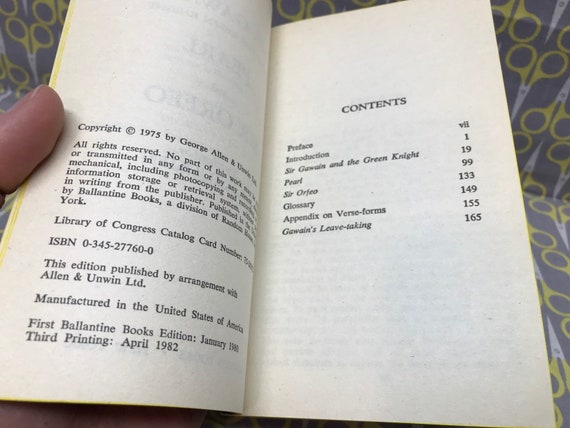 Copyright © 1975 by George Allen & Unwin Ltd.
All rights reserved. No part of this work may
or transmitted in any form or by any
mechanical, including photocopying and
information storage or retrieval system, without
in writing from the publisher. Published in the
by Ballantine Books, a division of Random
York.
Library of Congress Catalog Card Number:
ISBN 0-345-27760-0
This edition published by arrangement with
Allen & Unwin Ltd.
Manufactured in the United States of America
First Ballantine Books Edition: January 1980
Third Printing: April 1982
CONTENTS
Preface vii
Introduction 1
Sir Gawain and the Green Knight 19
Pearl 99
Sir Orfeo 133
Glossary 149
Appendix on Verse-forms 155
Gawain's Leave-taking 165